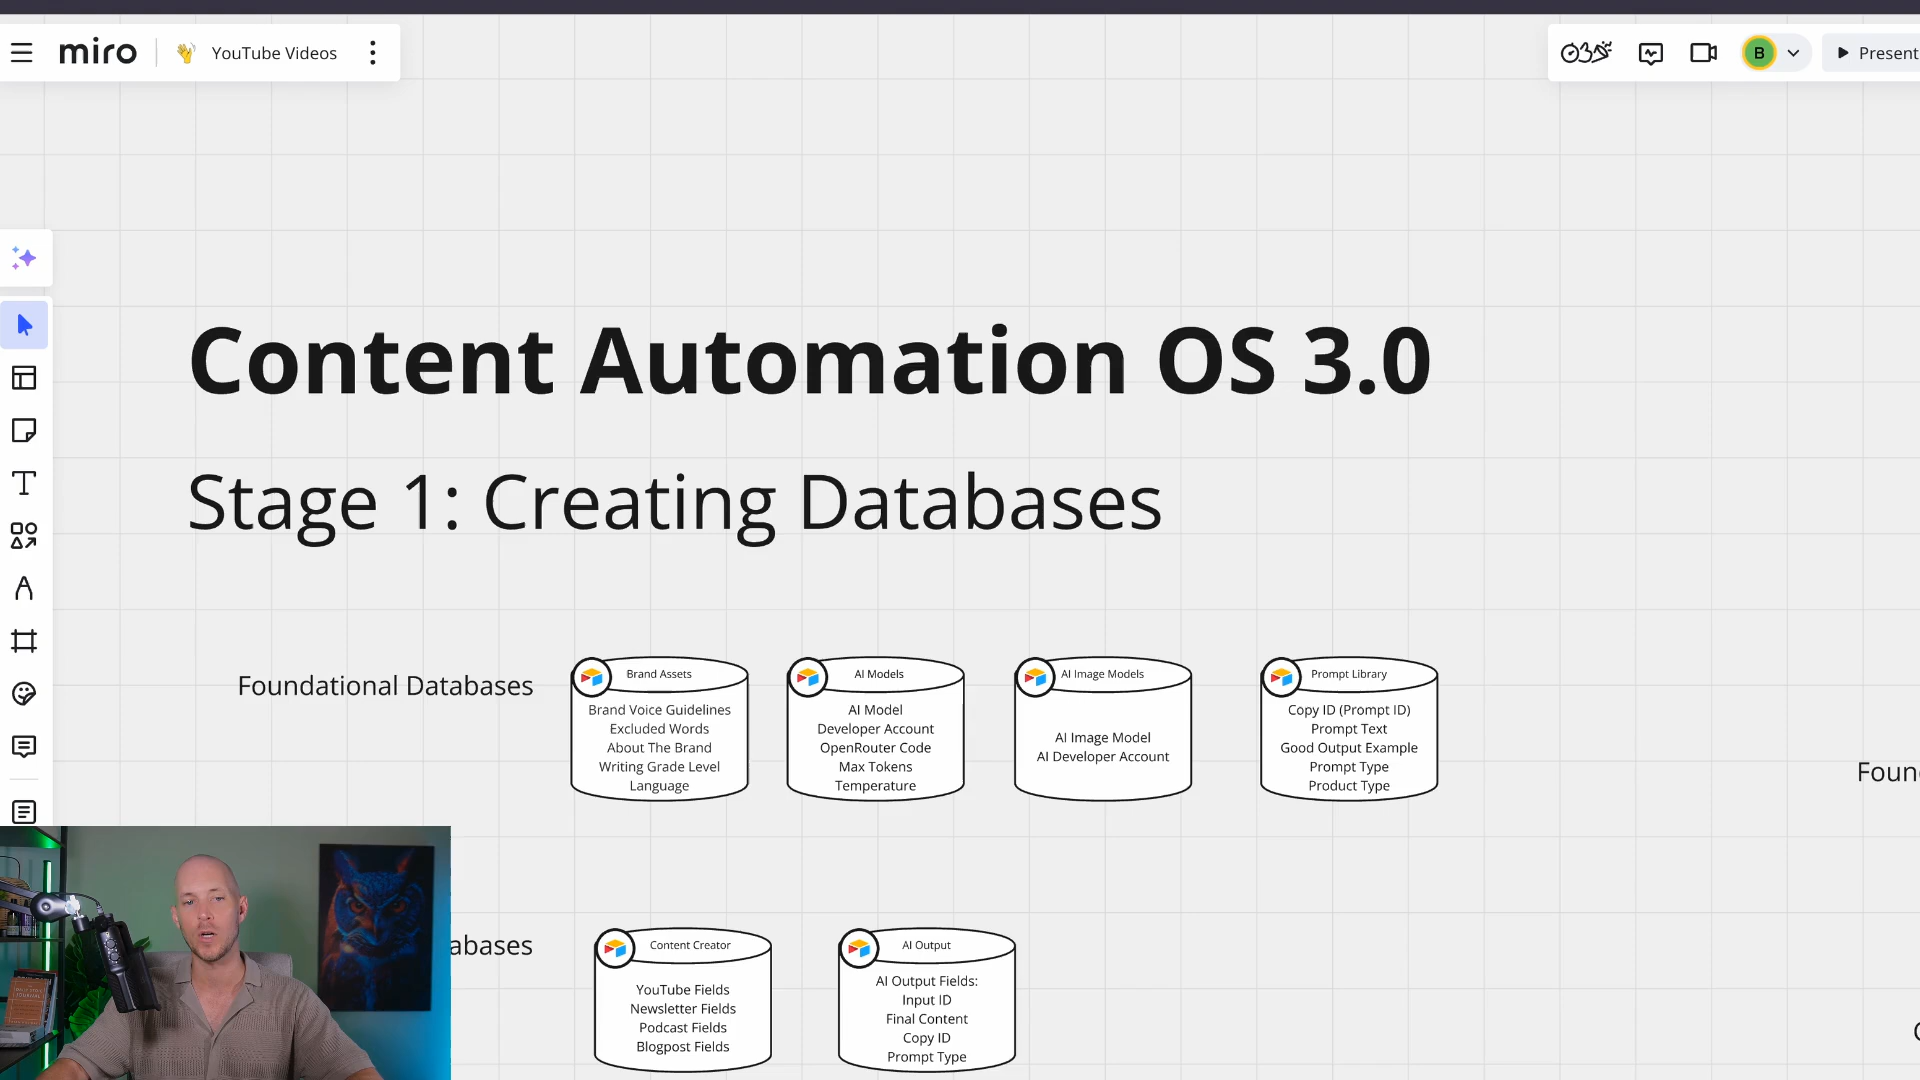 miro
YouTube Videos
B
Present
Content Automation OS 3.0
Stage 1: Creating Databases
Foundational Databases
Brand Assets
Brand Voice Guidelines
Excluded Words
About The Brand
Writing Grade Level
Language
AI Models
AI Model
Developer Account
OpenRouter Code
Max Tokens
Temperature
AI Image Models
AI Image Model
AI Developer Account
Prompt Library
Copy ID (Prompt ID)
Prompt Text
Good Output Example
Prompt Type
Product Type
Foun
abases
Content Creator
YouTube Fields
Newsletter Fields
Podcast Fields
Blogpost Fields
AI Output
AI Output Fields:
Input ID
Final Content
Copy ID
Prompt Type